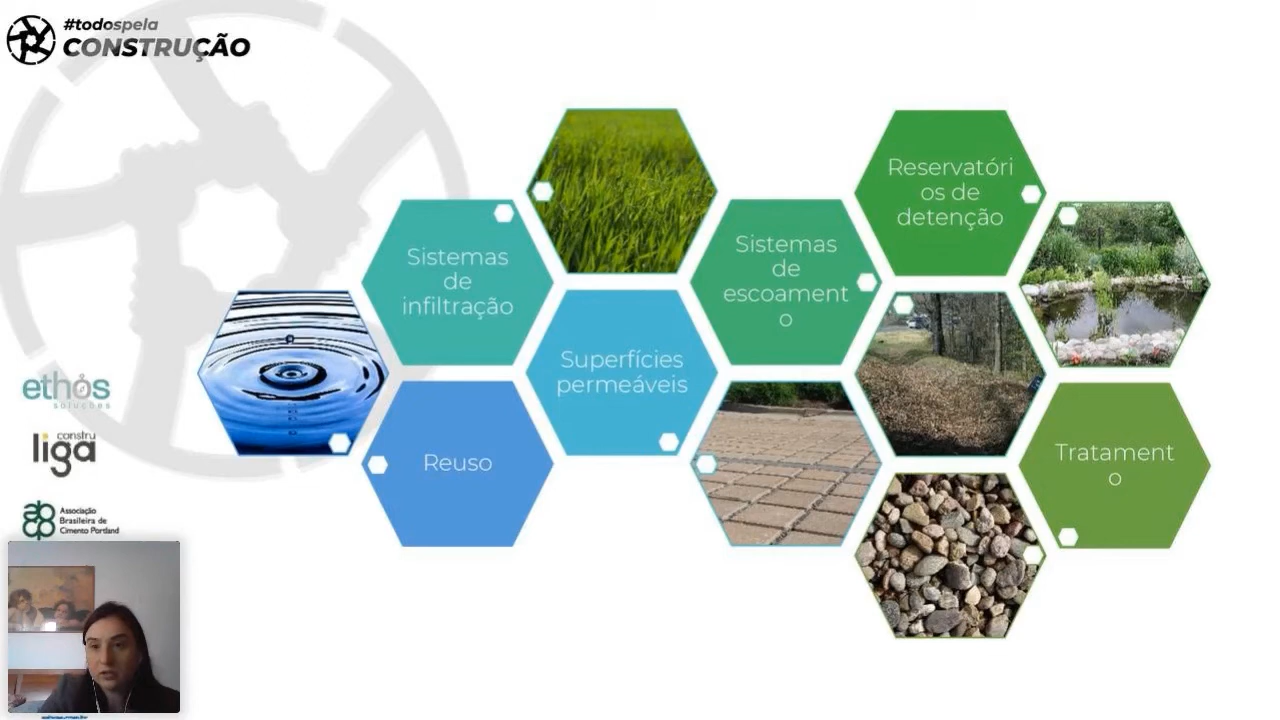 #todospela
CONSTRUÇÃO
Reservatóri
os de
detenção
Sistemas
de
infiltração
Sistemas
de
escoament
o
Superfícies
permeáveis
Reuso
Tratament
o
ethos
soluções
constru
liga
Associação
Brasileira de
Cimento Portland